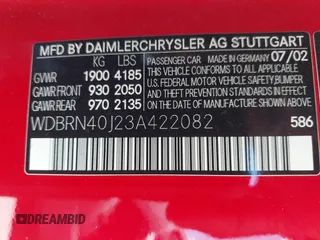 MFD BY DAIMLERCHRYSLER AG STUTTGART
KG LBS MADE IN GERMANY 07/02
GVWR 1900 4185
GAWR FRONT 930 2050
GAWR REAR 970 2135
THIS VEHICLE CONFORMS TO ALL
APPLICABLE U.S. FEDERAL MOTOR
VEHICLE SAFETY, BUMPER,
AND THEFT PREVENTION
STANDARDS IN EFFECT ON THE DATE
OF MANUFACTURE SHOWN ABOVE
WDBRN40J23A422082 586
DREAMBID